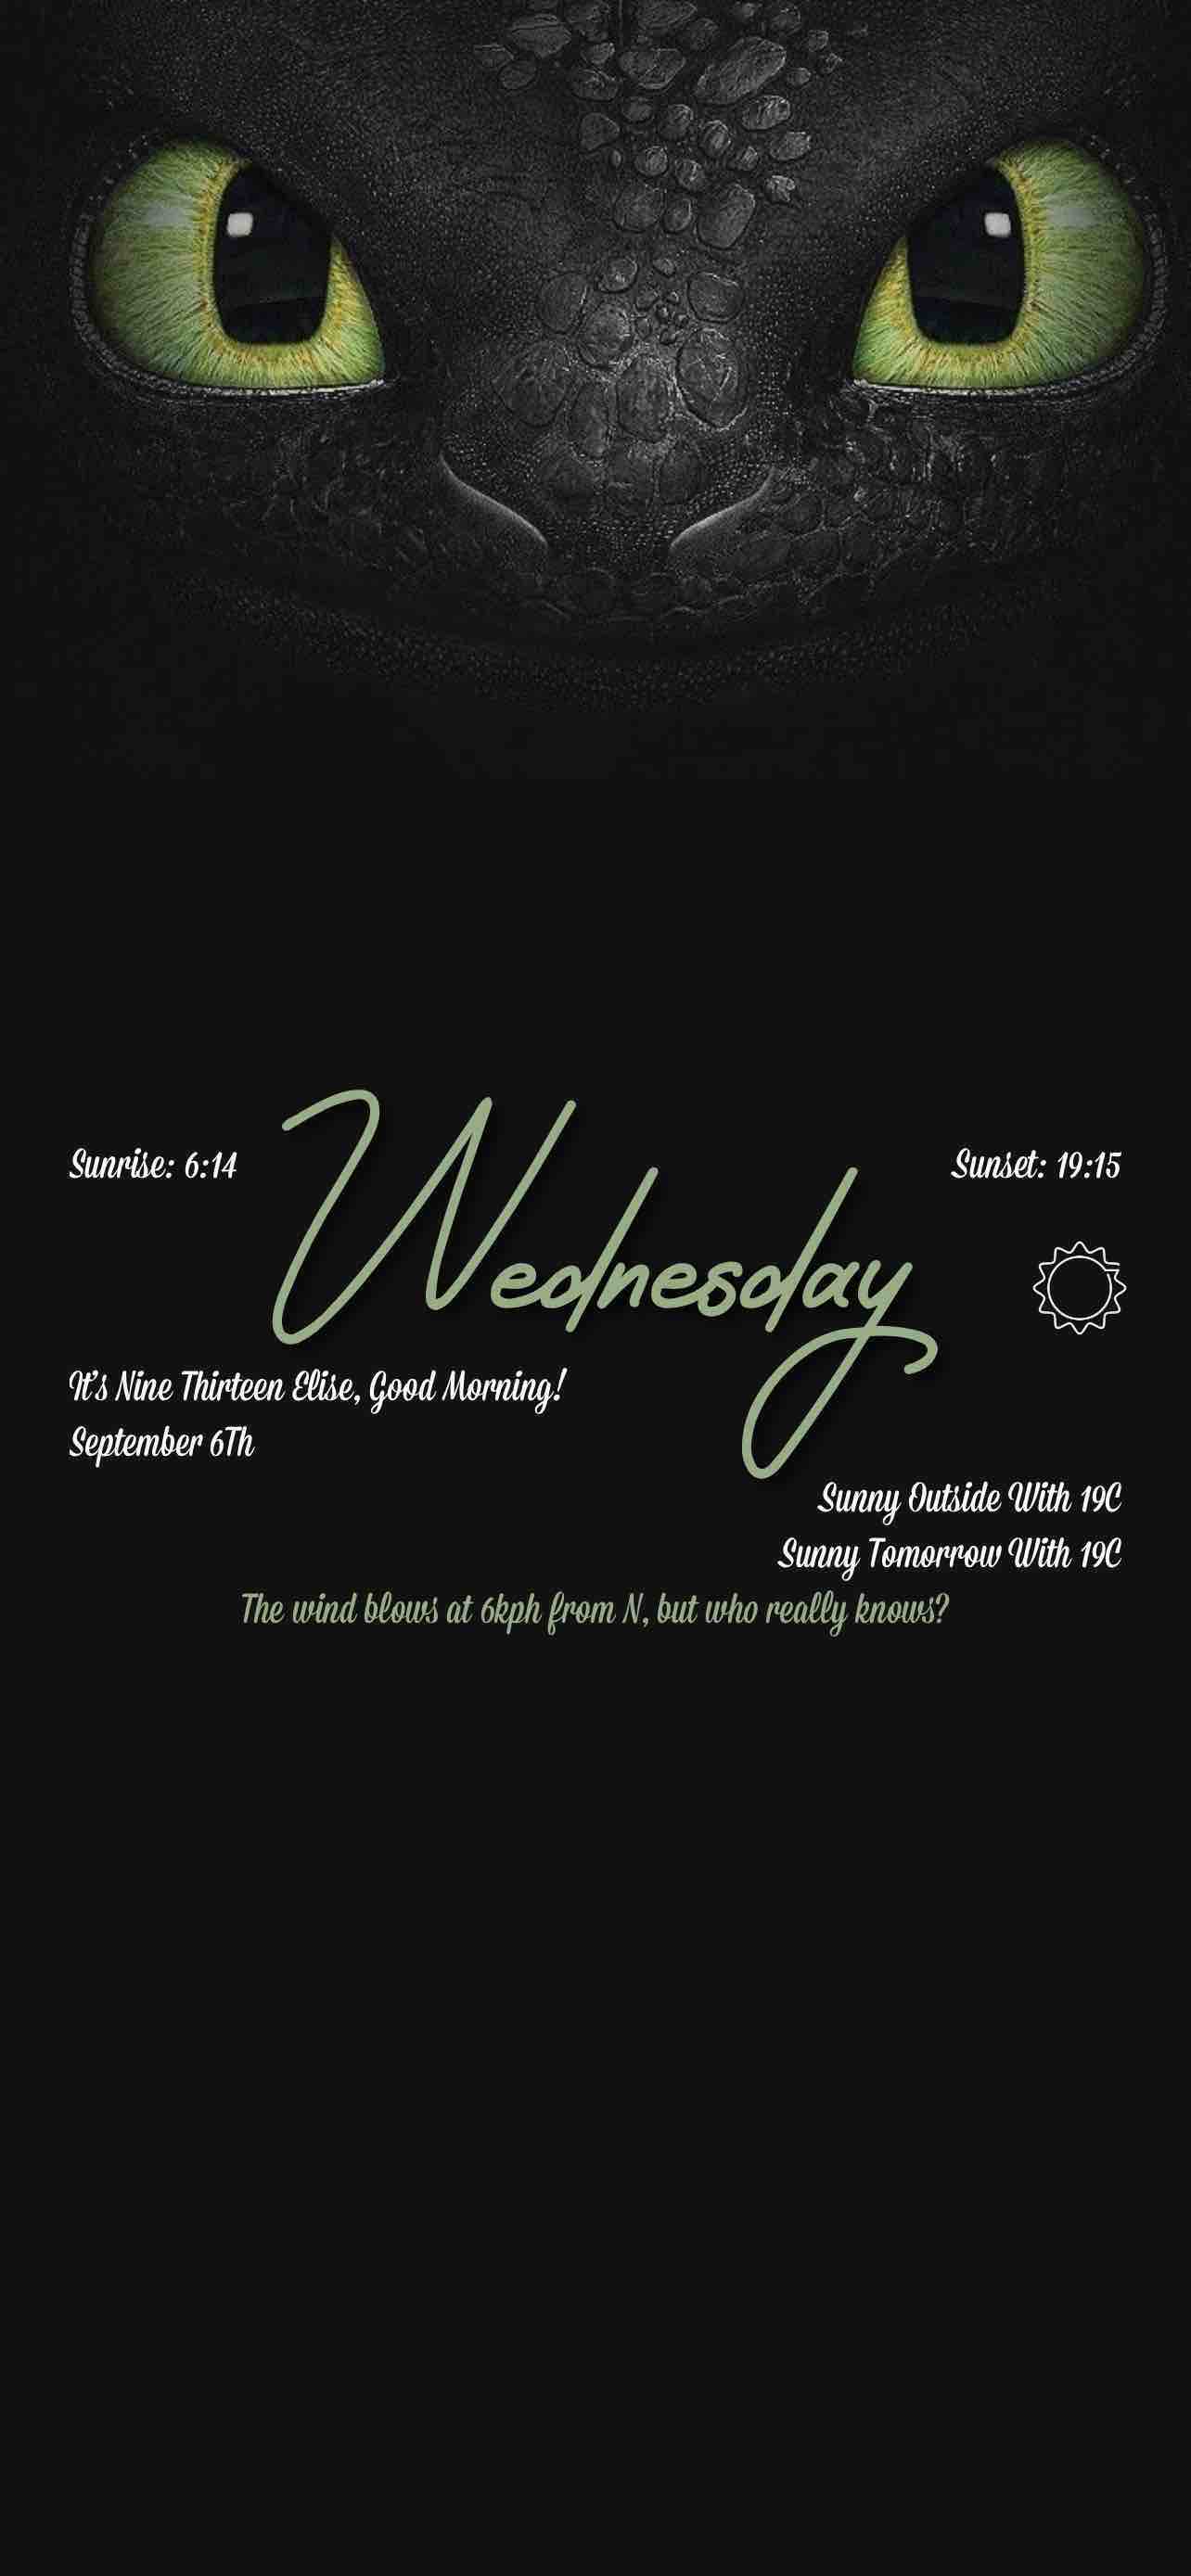 Wednesday
Sunrise: 6:14
Sunset: 19:15
It's Nine Thirteen Elise, Good Morning!
September 6Th
Sunny Outside With 19C
Sunny Tomorrow With 19C
The wind blows at 6kph from N, but who really knows?